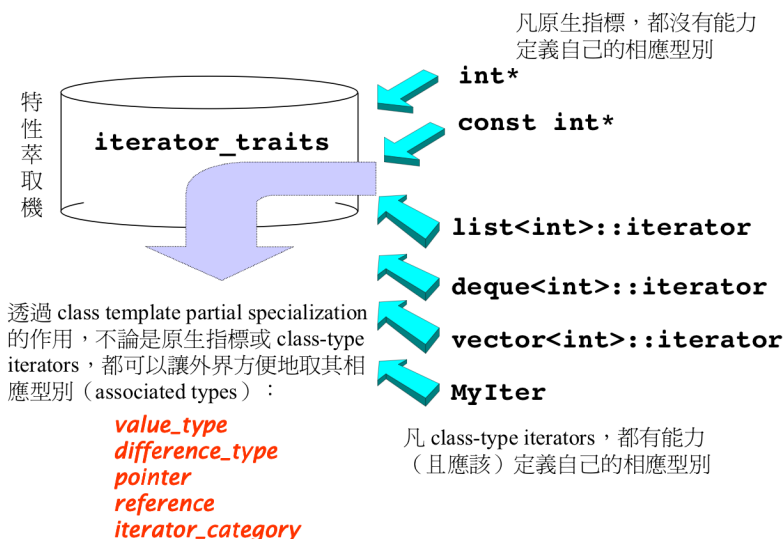 凡原生指標，都沒有能力
定義自己的相應型別
int*
const int*
特性萃取機
iterator_traits
list<int>::iterator
deque<int>::iterator
vector<int>::iterator
MyIter
透過 class template partial specialization
的作用，不論是原生指標或 class-type
iterators，都可以讓外界方便地取其相
應型別（associated types）：
value_type
difference_type
pointer
reference
iterator_category
凡 class-type iterators，都有能力
（且應該）定義自己的相應型別